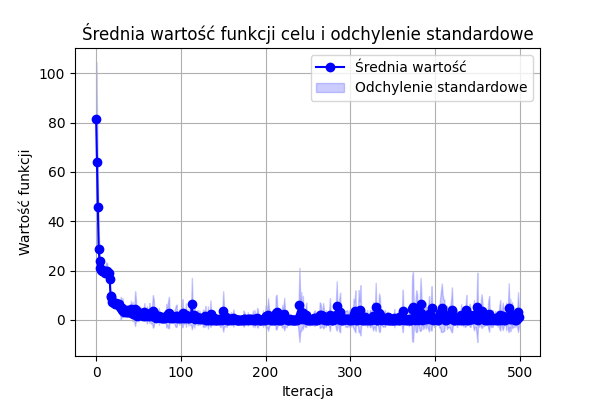 Średnia wartość funkcji celu i odchylenie standardowe
Średnia wartość
Odchylenie standardowe
Wartość funkcji
100
80
60
40
20
0
0 100 200 300 400 500
Iteracja